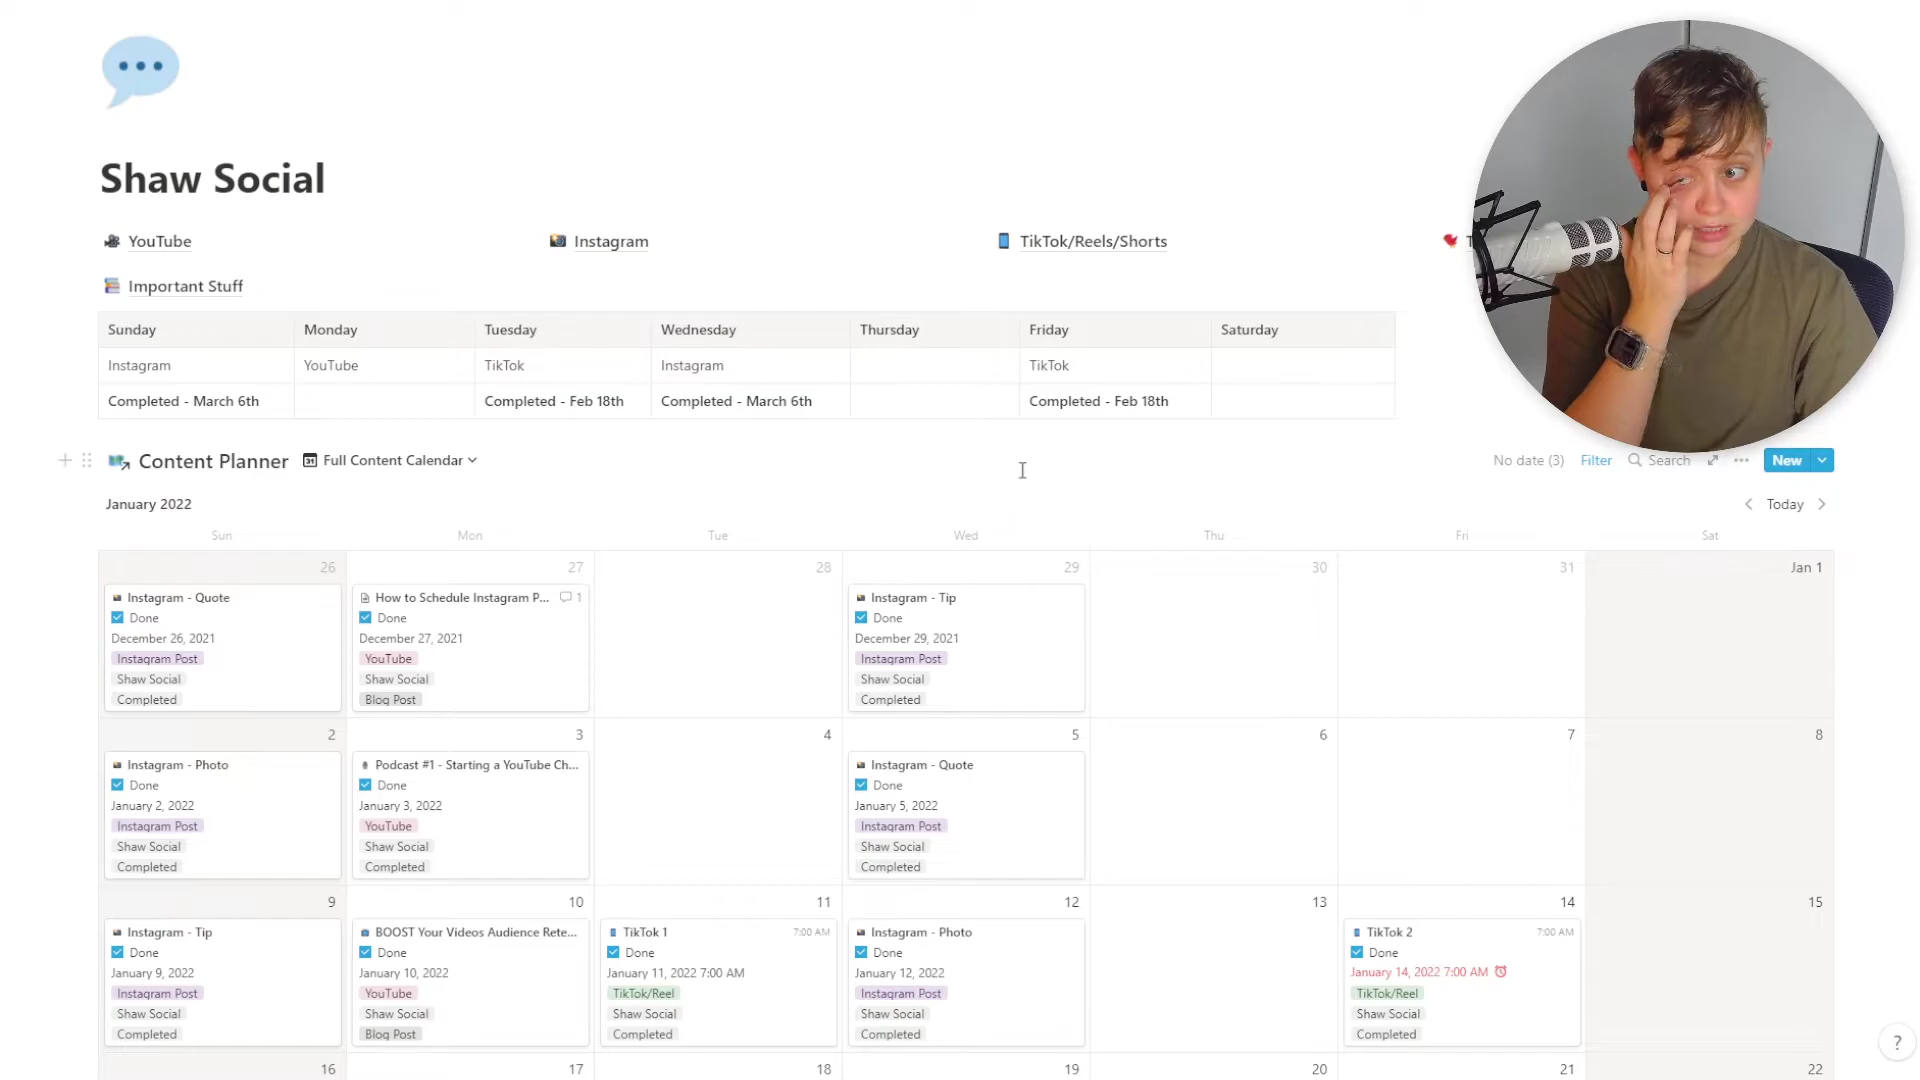 Shaw Social
YouTube
Instagram
TikTok/Reels/Shorts
Important Stuff
Sunday Monday Tuesday Wednesday Thursday Friday Saturday
Instagram YouTube TikTok Instagram TikTok
Completed - March 6th Completed - Feb 18th Completed - March 6th Completed - Feb 18th
Content Planner Full Content Calendar No date (3) Filter Search New
January 2022 Today
Sun Mon Tue Wed Thu Fri Sat
26 27 28 29 30 31 Jan 1
Instagram - Quote
Done
December 26, 2021
Instagram Post
Shaw Social
Completed
How to Schedule Instagram P... 1
Done
December 27, 2021
YouTube
Shaw Social
Blog Post
Instagram - Tip
Done
December 29, 2021
Instagram Post
Shaw Social
Completed
2 3 4 5 6 7 8
Instagram - Photo
Done
January 2, 2022
Instagram Post
Shaw Social
Completed
Podcast #1 - Starting a YouTube Ch...
Done
January 3, 2022
YouTube
Shaw Social
Completed
Instagram - Quote
Done
January 5, 2022
Instagram Post
Shaw Social
Completed
9 10 11 12 13 14 15
Instagram - Tip
Done
January 9, 2022
Instagram Post
Shaw Social
Completed
BOOST Your Videos Audience Rete...
Done
January 10, 2022
YouTube
Shaw Social
Blog Post
TikTok 1 7:00 AM
Done
January 11, 2022 7:00 AM
TikTok/Reel
Shaw Social
Completed
Instagram - Photo
Done
January 12, 2022
Instagram Post
Shaw Social
Completed
TikTok 2 7:00 AM
Done
January 14, 2022 7:00 AM
TikTok/Reel
Shaw Social
Completed
16 17 18 19 20 21 22
?